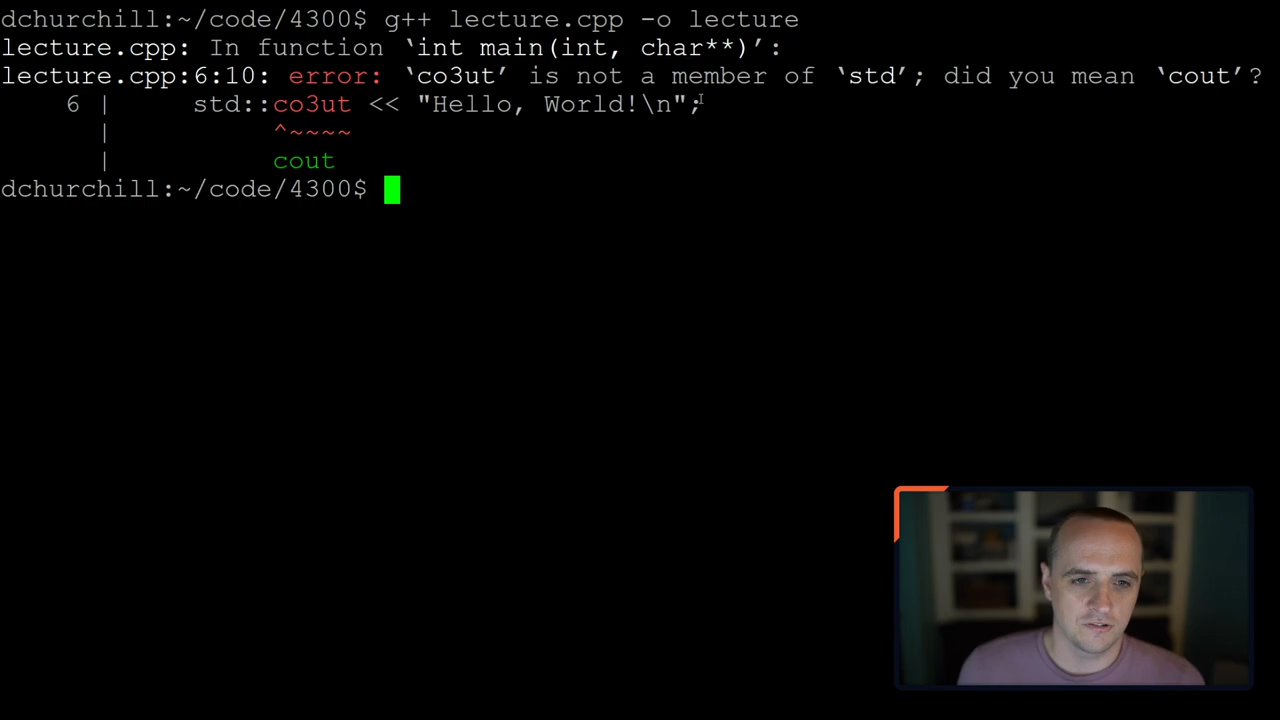 dchurchill:~/code/4300$ g++ lecture.cpp -o lecture
lecture.cpp: In function ‘int main(int, char**)’:
lecture.cpp:6:10: error: ‘co3ut’ is not a member of ‘std’; did you mean ‘cout’?
    6 |     std::co3ut << "Hello, World!\n";
      |          ^~~~~
      |          cout
dchurchill:~/code/4300$